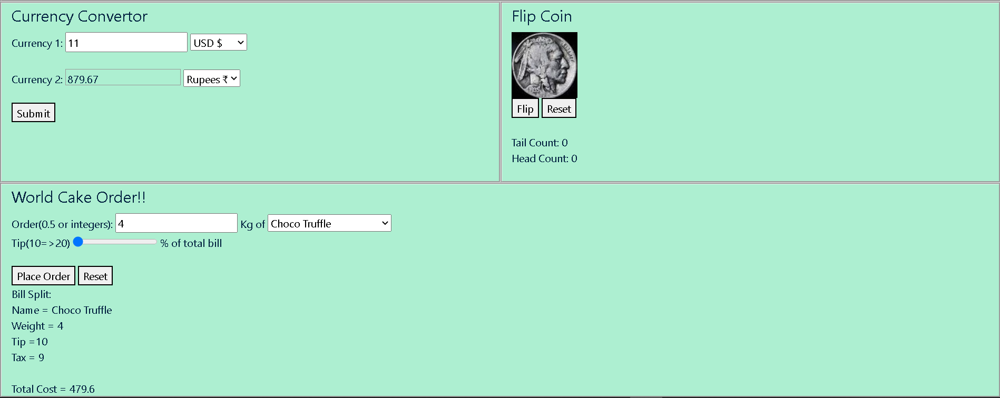 Currency Convertor
Currency 1: 11 USD $
Currency 2: 879.67 Rupees ₹
Submit
Flip Coin
1935
Flip Reset
Tail Count: 0
Head Count: 0
World Cake Order!!
Order(0.5 or integers): 4 Kg of Choco Truffle
Tip(10=>20) % of total bill
Place Order Reset
Bill Split:
Name = Choco Truffle
Weight = 4
Tip =10
Tax = 9
Total Cost = 479.6